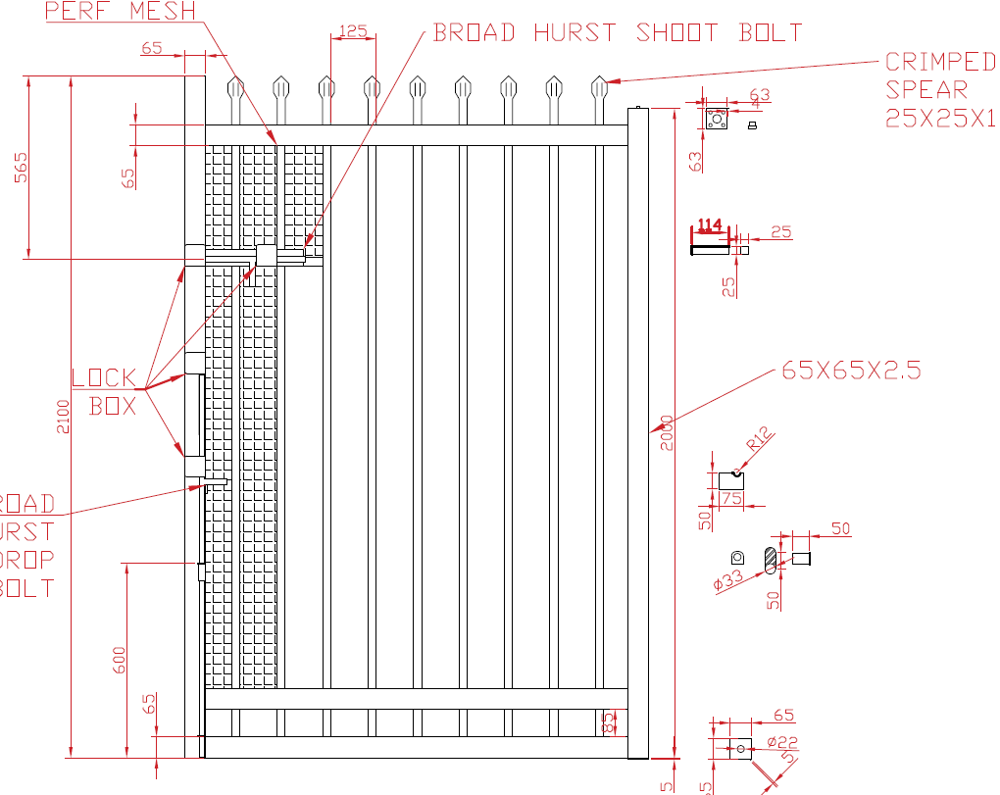 PERF MESH
BROAD HURST SHOOT BOLT
125
65
CRIMPED
SPEAR
25X25X1
63
4
63
565
65
114
25
25
LOCK
BOX
2100
2000
65X65X2.5
R12
75
50
ROAD
URST
DROP
BOLT
50
Ø33
50
600
65
85
65
Ø22
5
5